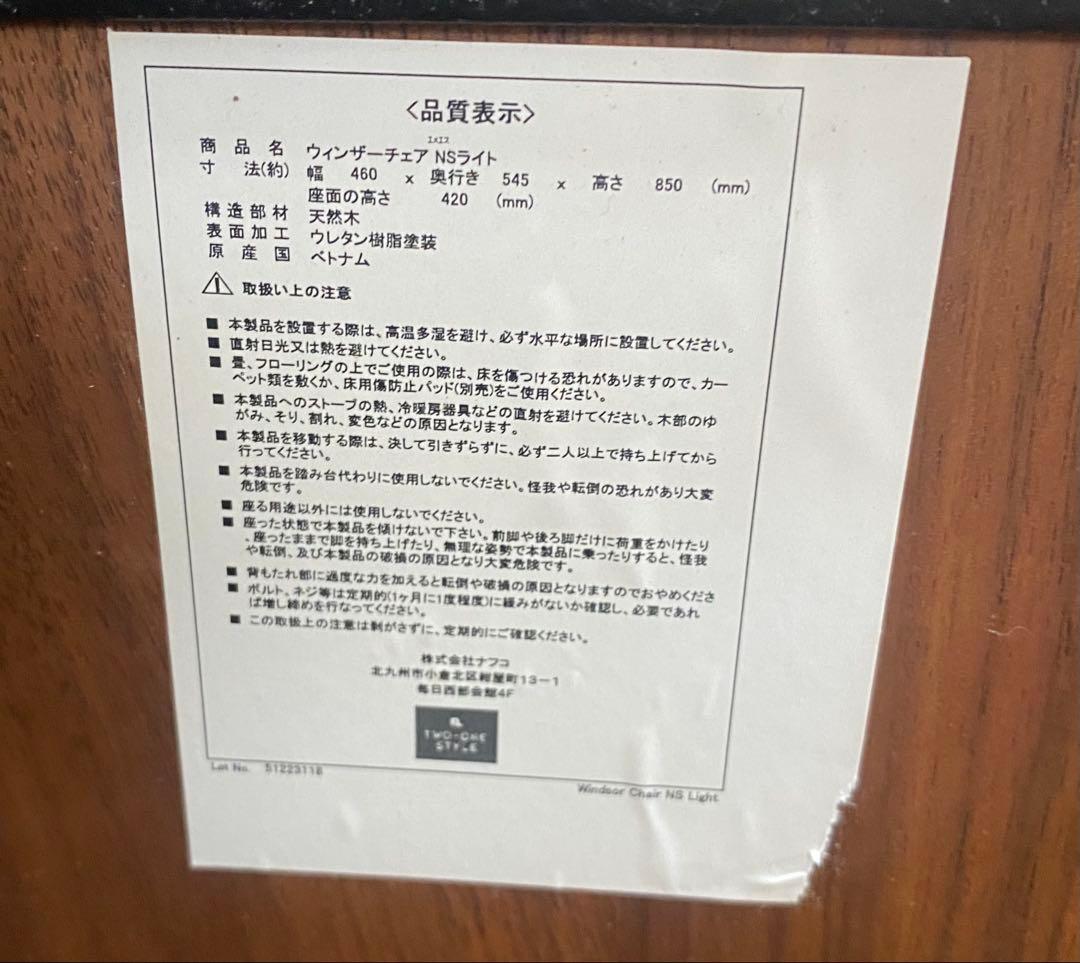 <品質表示>
商品名 ウィンザーチェア NSライト
エヌエス
寸法(約) 幅 460 x 奥行き 545 x 高さ 850 (mm)
座面の高さ 420 (mm)
構造部材 天然木
表面加工 ウレタン樹脂塗装
原産国 ベトナム
取扱い上の注意
■ 本製品を設置する際は、高温多湿を避け、必ず水平な場所に設置してください。
■ 直射日光又は熱を避けてください。
■ 畳、フローリングの上でご使用の際は、床を傷つける恐れがありますので、カー
ペット類を敷くか、床用傷防止パッド(別売)をご使用ください。
■ 本製品へのストーブの熱、冷暖房器具などの直射を避けてください。木部のゆ
がみ、そり、割れ、変色などの原因となります。
■ 本製品を移動する際は、決して引きずらずに、必ず二人以上で持ち上げてから
行ってください。
■ 本製品を踏み台代わりに使用しないでください。怪我や転倒の恐れがあり大変
危険です。
■ 座る用途以外には使用しないでください。
■ 座った状態で本製品を傾けないで下さい。前脚や後ろ脚だけに荷重をかけたり
、座ったままで脚を持ち上げたり、無理な姿勢で本製品に乗ったりすると、怪我
や転倒、及び本製品の破損の原因となり大変危険です。
■ 背もたれ部に過度な力を加えると転倒や破損の原因となりますのでおやめくださ
■ ボルト、ネジ等は定期的(1ヶ月に1度程度)に緩みがないか確認し、必要であれ
ば増し締めを行なってください。
■ この取扱上の注意は剥がさずに、定期的にご確認ください。
株式会社ナフコ
北九州市小倉北区紺屋町13-1
毎日西部会館4F
TWO-ONE
STYLE
Lot No. 51223118
Windsor Chair NS Light